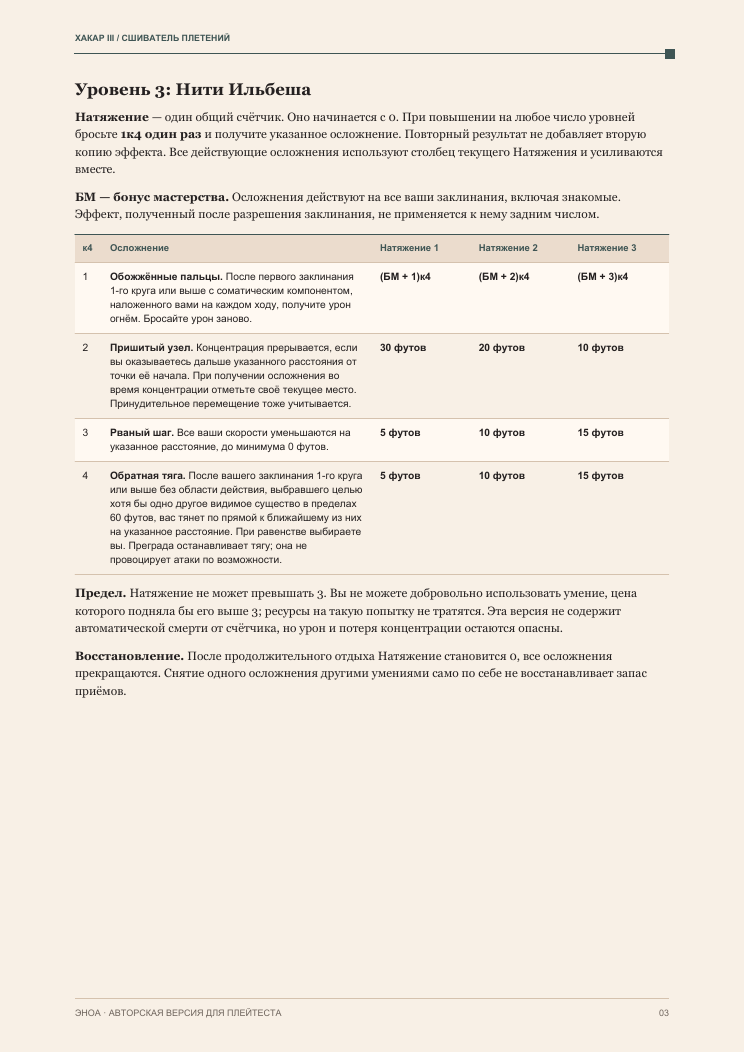 ХАКАР III / СШИВАТЕЛЬ ПЛЕТЕНИЙ
Уровень 3: Нити Ильбеша
Натяжение — один общий счётчик. Оно начинается с 0. При повышении на любое число уровней
бросьте 1к4 один раз и получите указанное осложнение. Повторный результат не добавляет вторую
копию эффекта. Все действующие осложнения используют столбец текущего Натяжения и усиливаются
вместе.
БМ — бонус мастерства. Осложнения действуют на все ваши заклинания, включая знакомые.
Эффект, полученный после разрешения заклинания, не применяется к нему задним числом.
к4 Осложнение Натяжение 1 Натяжение 2 Натяжение 3
1 Обожжённые пальцы. После первого заклинания (БМ + 1)к4 (БМ + 2)к4 (БМ + 3)к4
1-го круга или выше с соматическим компонентом,
наложенного вами на каждом ходу, получите урон
огнём. Бросайте урон заново.
2 Пришитый узел. Концентрация прерывается, если 30 футов 20 футов 10 футов
вы оказываетесь дальше указанного расстояния от
точки её начала. При получении осложнения во
время концентрации отметьте своё текущее место.
Принудительное перемещение тоже учитывается.
3 Рваный шаг. Все ваши скорости уменьшаются на 5 футов 10 футов 15 футов
указанное расстояние, до минимума 0 футов.
4 Обратная тяга. После вашего заклинания 1-го круга 5 футов 10 футов 15 футов
или выше без области действия, выбравшего целью
хотя бы одно другое видимое существо в пределах
60 футов, вас тянет по прямой к ближайшему из них
на указанное расстояние. При равенстве выбираете
вы. Преграда останавливает тягу; она не
провоцирует атаки по возможности.
Предел. Натяжение не может превышать 3. Вы не можете добровольно использовать умение, цена
которого подняла бы его выше 3; ресурсы на такую попытку не тратятся. Эта версия не содержит
автоматической смерти от счётчика, но урон и потеря концентрации остаются опасны.
Восстановление. После продолжительного отдыха Натяжение становится 0, все осложнения
прекращаются. Снятие одного осложнения другими умениями само по себе не восстанавливает запас
приёмов.
ЭНОА · АВТОРСКАЯ ВЕРСИЯ ДЛЯ ПЛЕЙТЕСТА 03